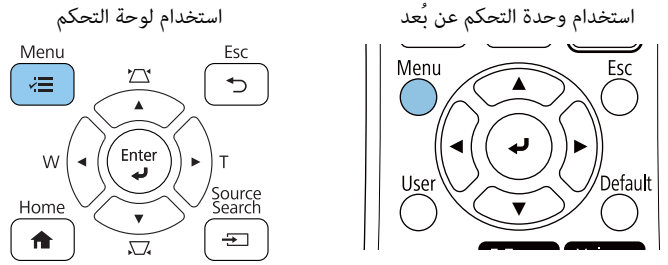 استخدام وحدة التحكم عن بُعد
استخدام لوحة التحكم
Menu
Esc
W
Enter
T
Home
Source
Search
Menu
Esc
User
Default